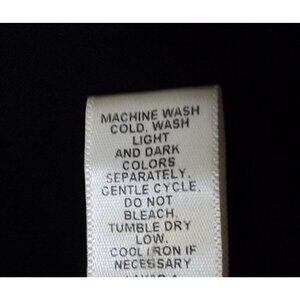 MACHINE WASH
COLD. WASH
LIGHT
AND DARK
COLORS
SEPARATELY.
GENTLE CYCLE.
DO NOT
BLEACH.
TUMBLE DRY
LOW.
COOL IRON IF
NECESSARY